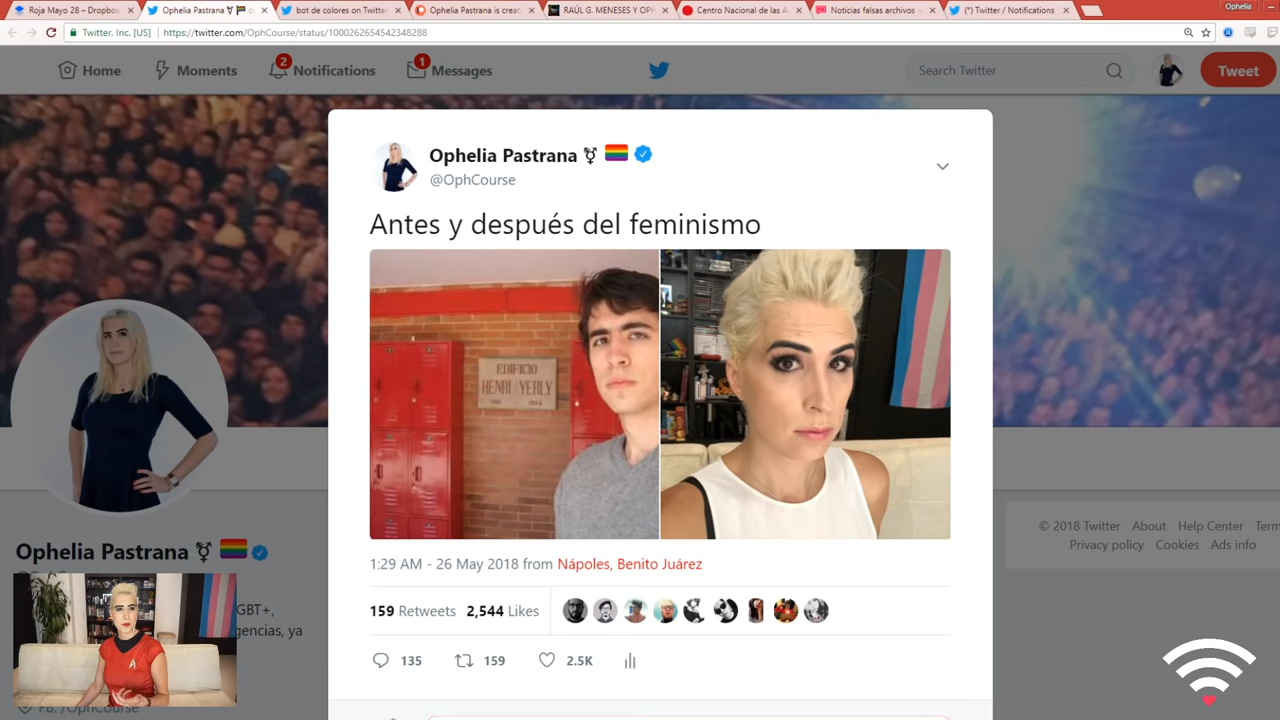 Roja Mayo 28 – Dropbox
Ophelia Pastrana
bot de colores on Twitter
Ophelia Pastrana is creat
RAÚL G. MENESES Y OPH
Centro Nacional de las A
Noticias falsas archivos –
(*) Twitter / Notifications
Ophelia
Twitter, Inc. [US]
https://twitter.com/OphCourse/status/1000262654542348288
Home
Moments
2
Notifications
1
Messages
Search Twitter
Tweet
Ophelia Pastrana
@OphCourse
Antes y después del feminismo
EDIFICIO
HENRI YERLY
1:29 AM - 26 May 2018 from Nápoles, Benito Juárez
159 Retweets 2,544 Likes
135 159 2.5K
Ophelia Pastrana
GBT+,
gencias, ya
FB: /OphCourse
© 2018 Twitter About Help Center Term
Privacy policy Cookies Ads info